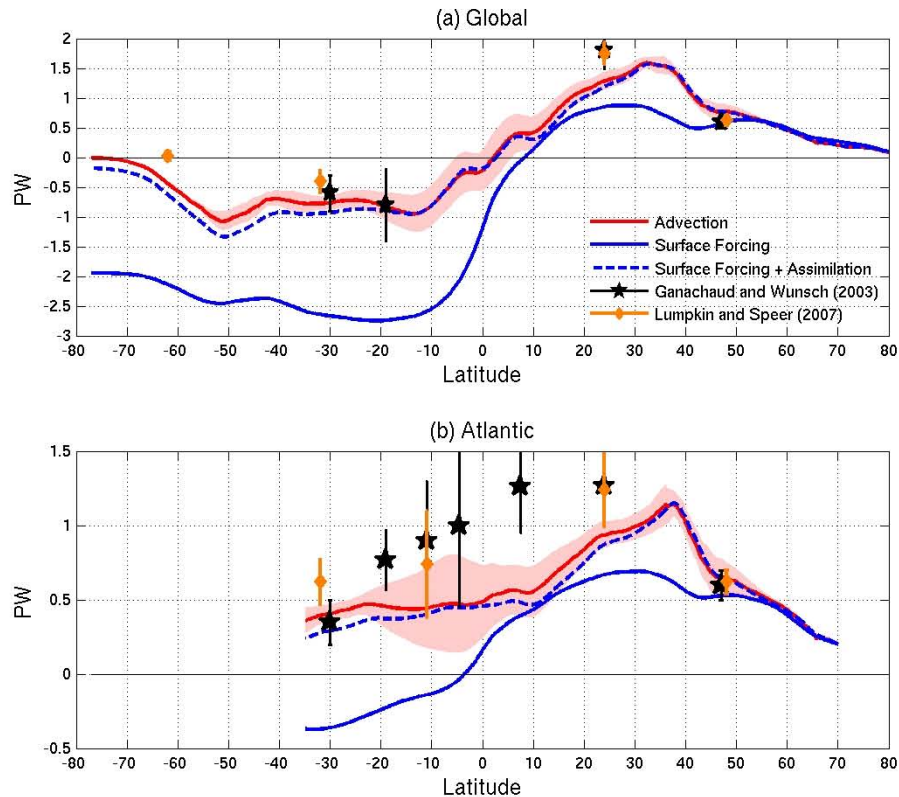 (a) Global
2
1.5
1
0.5
0
-0.5
-1
-1.5
-2
-2.5
-3
PW
Advection
Surface Forcing
Surface Forcing + Assimilation
Ganachaud and Wunsch (2003)
Lumpkin and Speer (2007)
-80 -70 -60 -50 -40 -30 -20 -10 0 10 20 30 40 50 60 70 80
Latitude
(b) Atlantic
1.5
1
0.5
0
-0.5
PW
-80 -70 -60 -50 -40 -30 -20 -10 0 10 20 30 40 50 60 70 80
Latitude